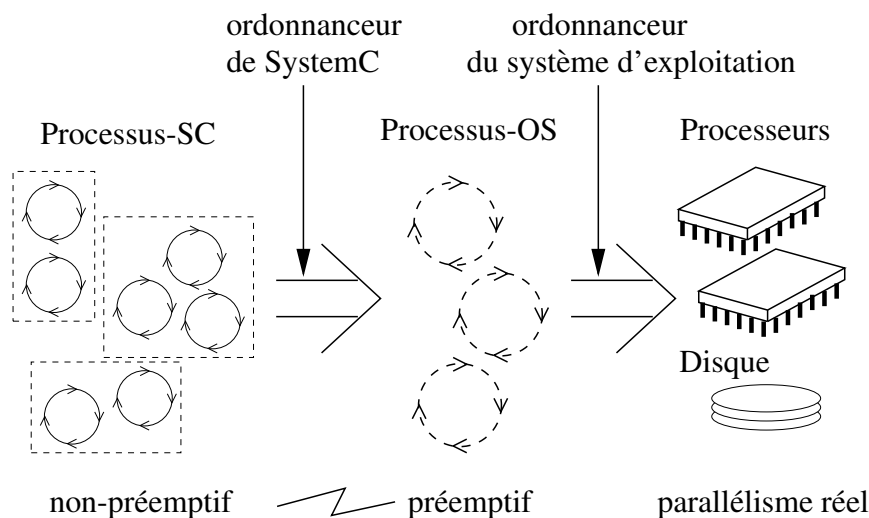 ordonnanceur
de SystemC
ordonnanceur
du système d'exploitation
Processus-SC
Processus-OS
Processeurs
Disque
non-préemptif
préemptif
parallélisme réel